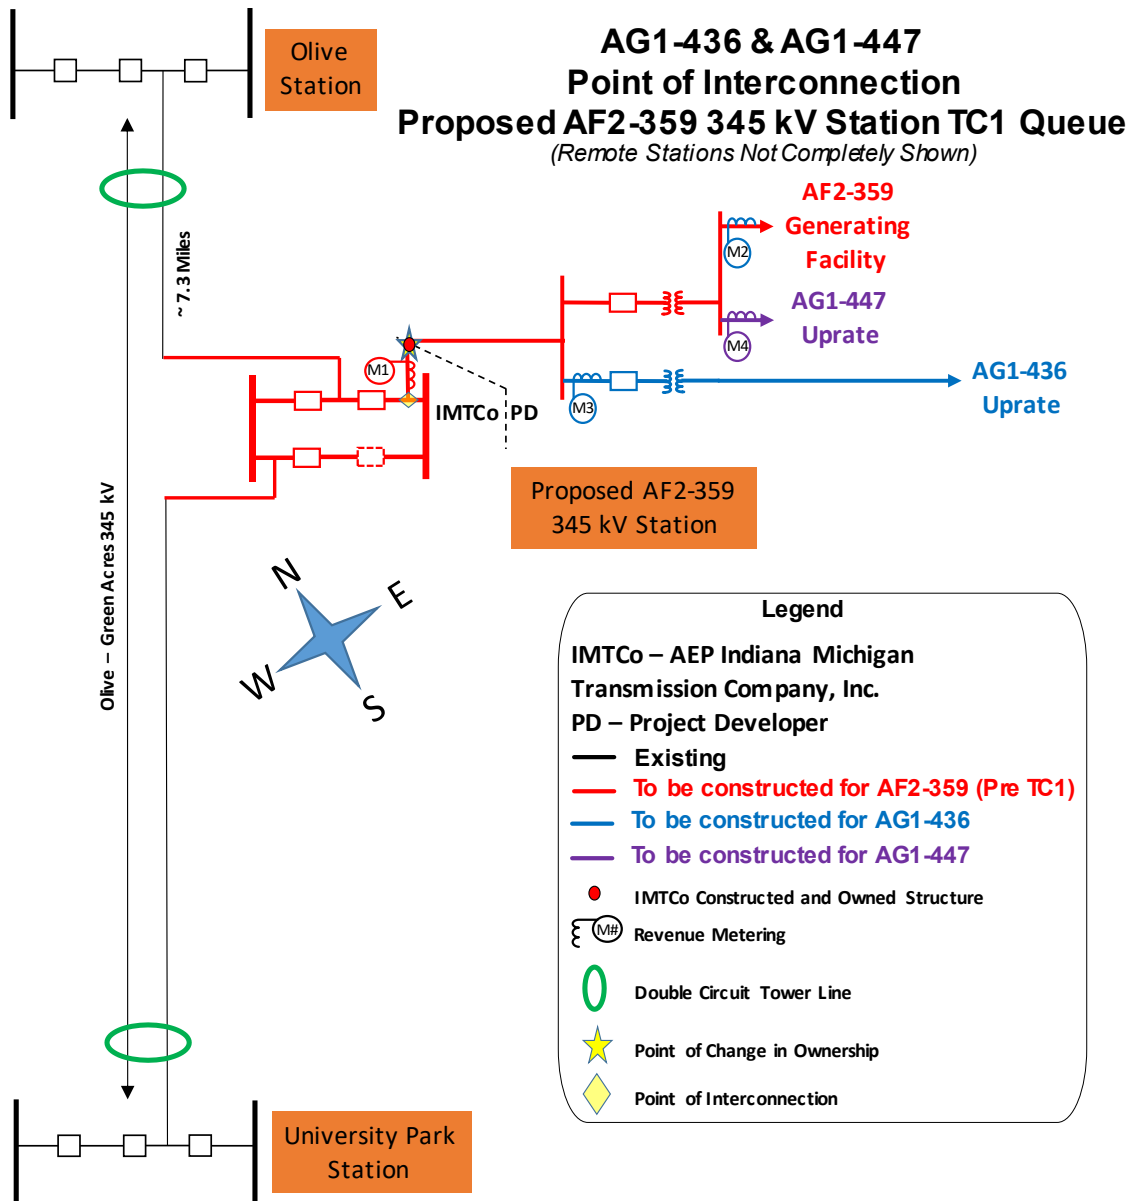 Olive
Station
AG1-436 & AG1-447
Point of Interconnection
Proposed AF2-359 345 kV Station TC1 Queue
(Remote Stations Not Completely Shown)
AF2-359
Generating
Facility
M2
~ 7.3 Miles
AG1-447
Uprate
M4
M1
AG1-436
Uprate
M3
IMTCo PD
Proposed AF2-359
345 kV Station
Olive – Green Acres 345 kV
N
E
W
S
Legend
IMTCo – AEP Indiana Michigan
Transmission Company, Inc.
PD – Project Developer
Existing
To be constructed for AF2-359 (Pre TC1)
To be constructed for AG1-436
To be constructed for AG1-447
IMTCo Constructed and Owned Structure
M#
Revenue Metering
Double Circuit Tower Line
Point of Change in Ownership
Point of Interconnection
University Park
Station